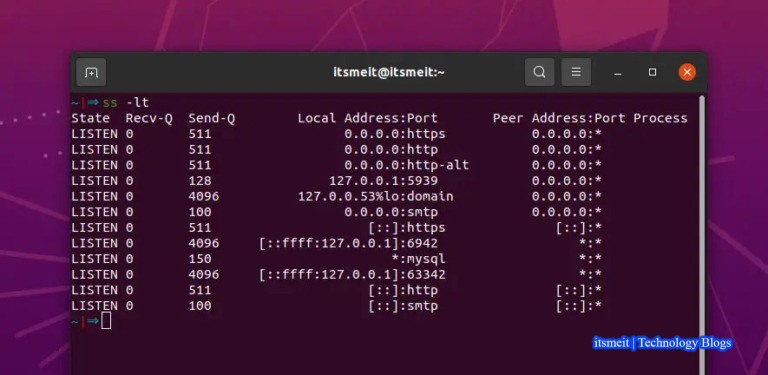 itsmeit@itsmeit:~
~|⇒ ss -lt
State Recv-Q Send-Q Local Address:Port Peer Address:Port Process
LISTEN 0 511 0.0.0.0:https 0.0.0.0:*
LISTEN 0 511 0.0.0.0:http 0.0.0.0:*
LISTEN 0 511 0.0.0.0:http-alt 0.0.0.0:*
LISTEN 0 128 127.0.0.1:5939 0.0.0.0:*
LISTEN 0 4096 127.0.0.53%lo:domain 0.0.0.0:*
LISTEN 0 100 0.0.0.0:smtp 0.0.0.0:*
LISTEN 0 511 [::]:https [::]:*
LISTEN 0 4096 [::ffff:127.0.0.1]:6942 *:*
LISTEN 0 150 *:mysql *:*
LISTEN 0 4096 [::ffff:127.0.0.1]:63342 *:*
LISTEN 0 511 [::]:http [::]:*
LISTEN 0 100 [::]:smtp [::]:*
~|⇒
itsmeit | Technology Blogs